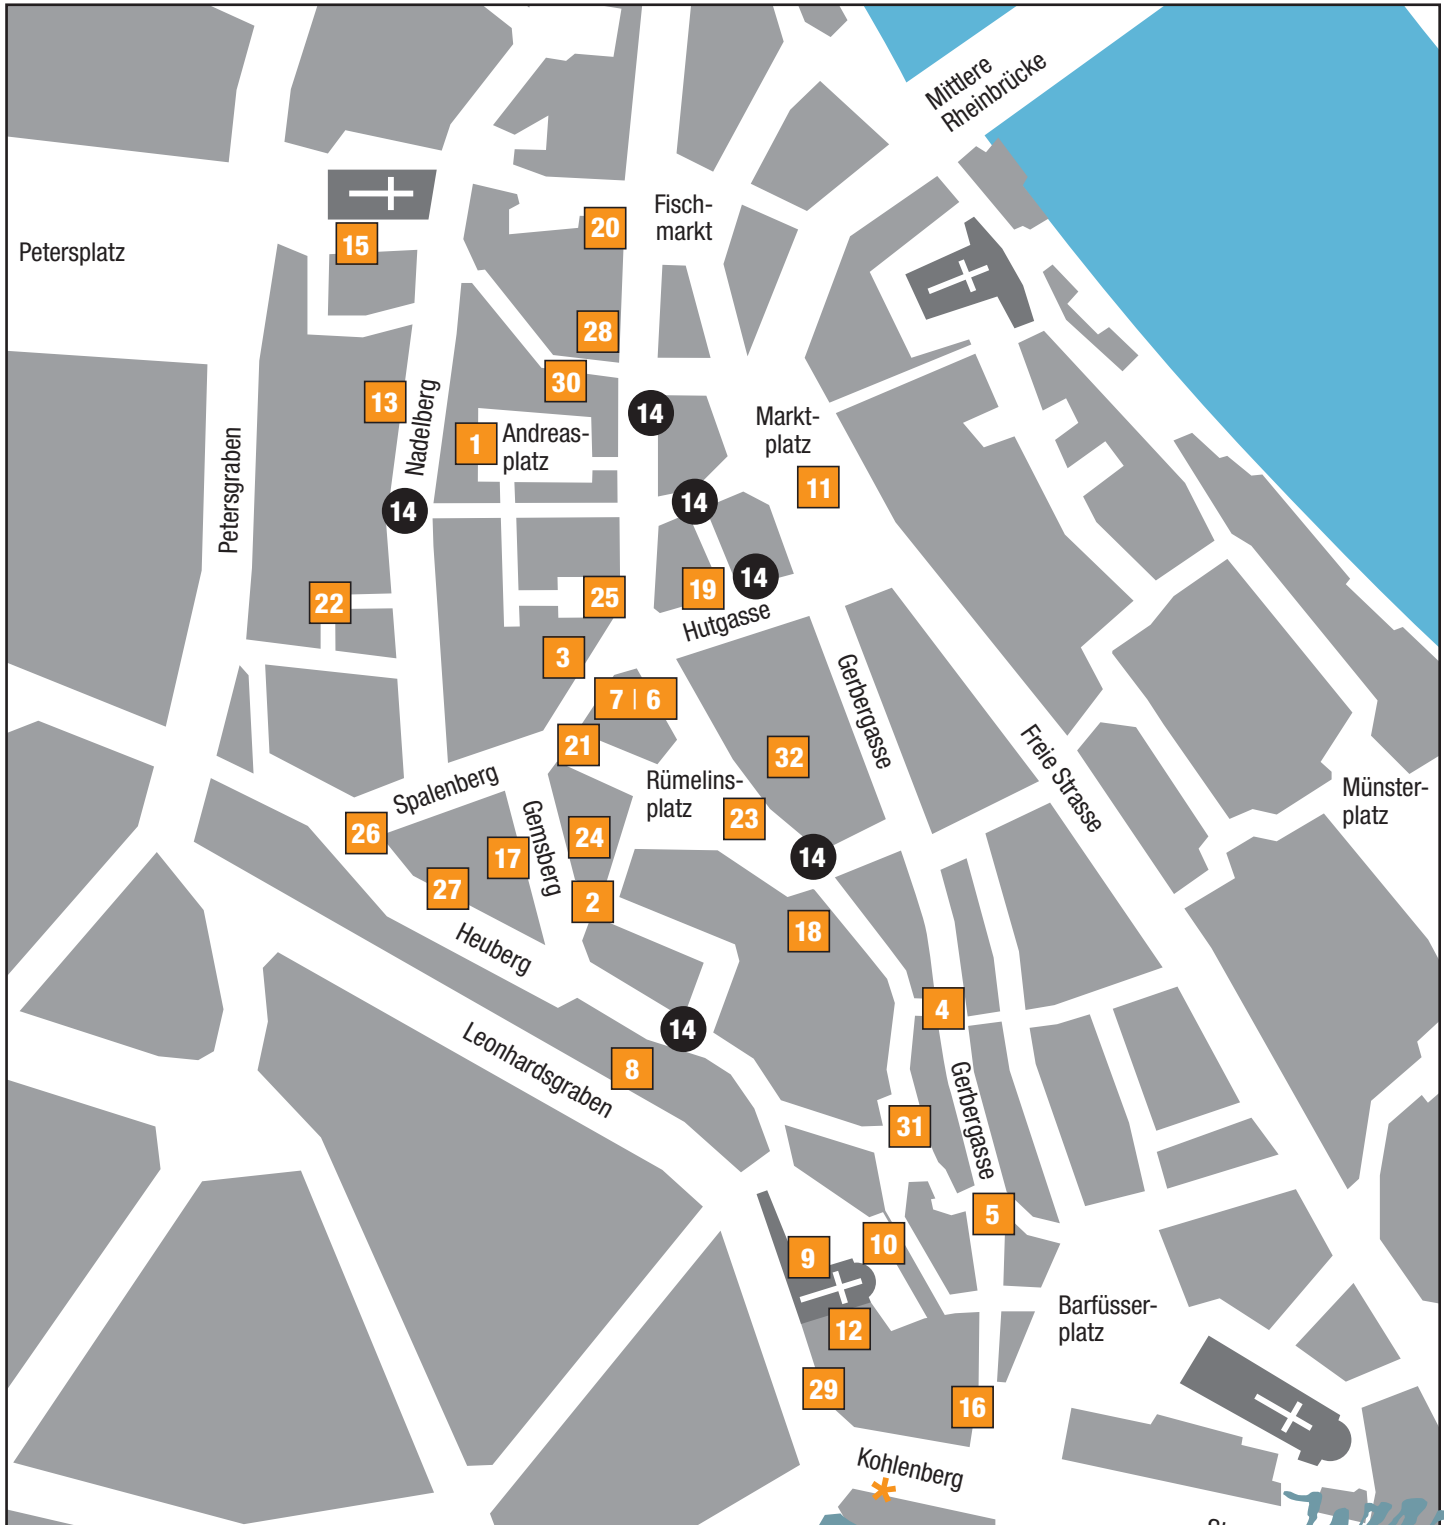 Mittlere
Rheinbrücke
Fisch-
markt
20
15
Petersplatz
28
30
13
14
Nadelberg
1
Andreas-
platz
Markt-
platz
11
14
14
Petersgraben
14
19
25
22
Hutgasse
3
7 | 6
Gerbergasse
21
32
Freie Strasse
Rümelins-
platz
Münster-
platz
Spalenberg
23
26
Gemsberg
24
17
14
27
2
18
Heuberg
4
14
Leonhardsgraben
8
Gerbergasse
31
5
10
9
Barfüsser-
platz
12
29
16
Kohlenberg
*